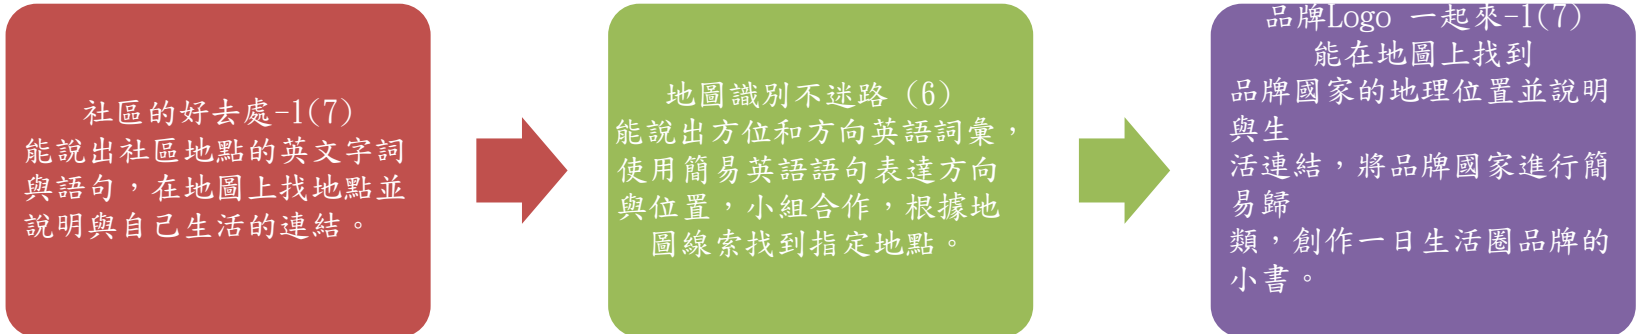 社區的好去處-1(7)
能說出社區地點的英文字詞
與語句，在地圖上找地點並
說明與自己生活的連結。
地圖識別不迷路 (6)
能說出方位和方向英語詞彙，
使用簡易英語語句表達方向
與位置，小組合作，根據地
圖線索找到指定地點。
品牌Logo 一起來-1(7)
能在地圖上找到
品牌國家的地理位置並說明
與生
活連結，將品牌國家進行簡
易歸
類，創作一日生活圈品牌的
小書。